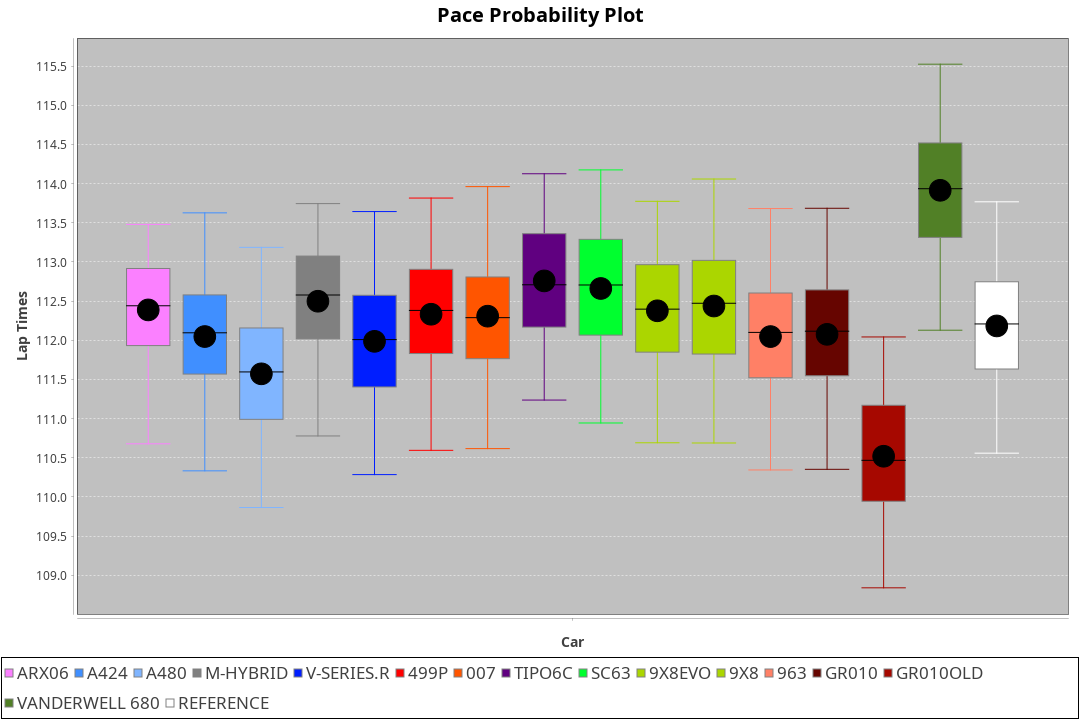 Pace Probability Plot
115.5
115.0
114.5
114.0
113.5
113.0
112.5
112.0
111.5
111.0
110.5
110.0
109.5
109.0
Lap Times
Car
ARX06 A424 A480 M-HYBRID V-SERIES.R 499P 007 TIPO6C SC63 9X8EVO 9X8 963 GR010 GR010OLD
VANDERWELL 680 REFERENCE